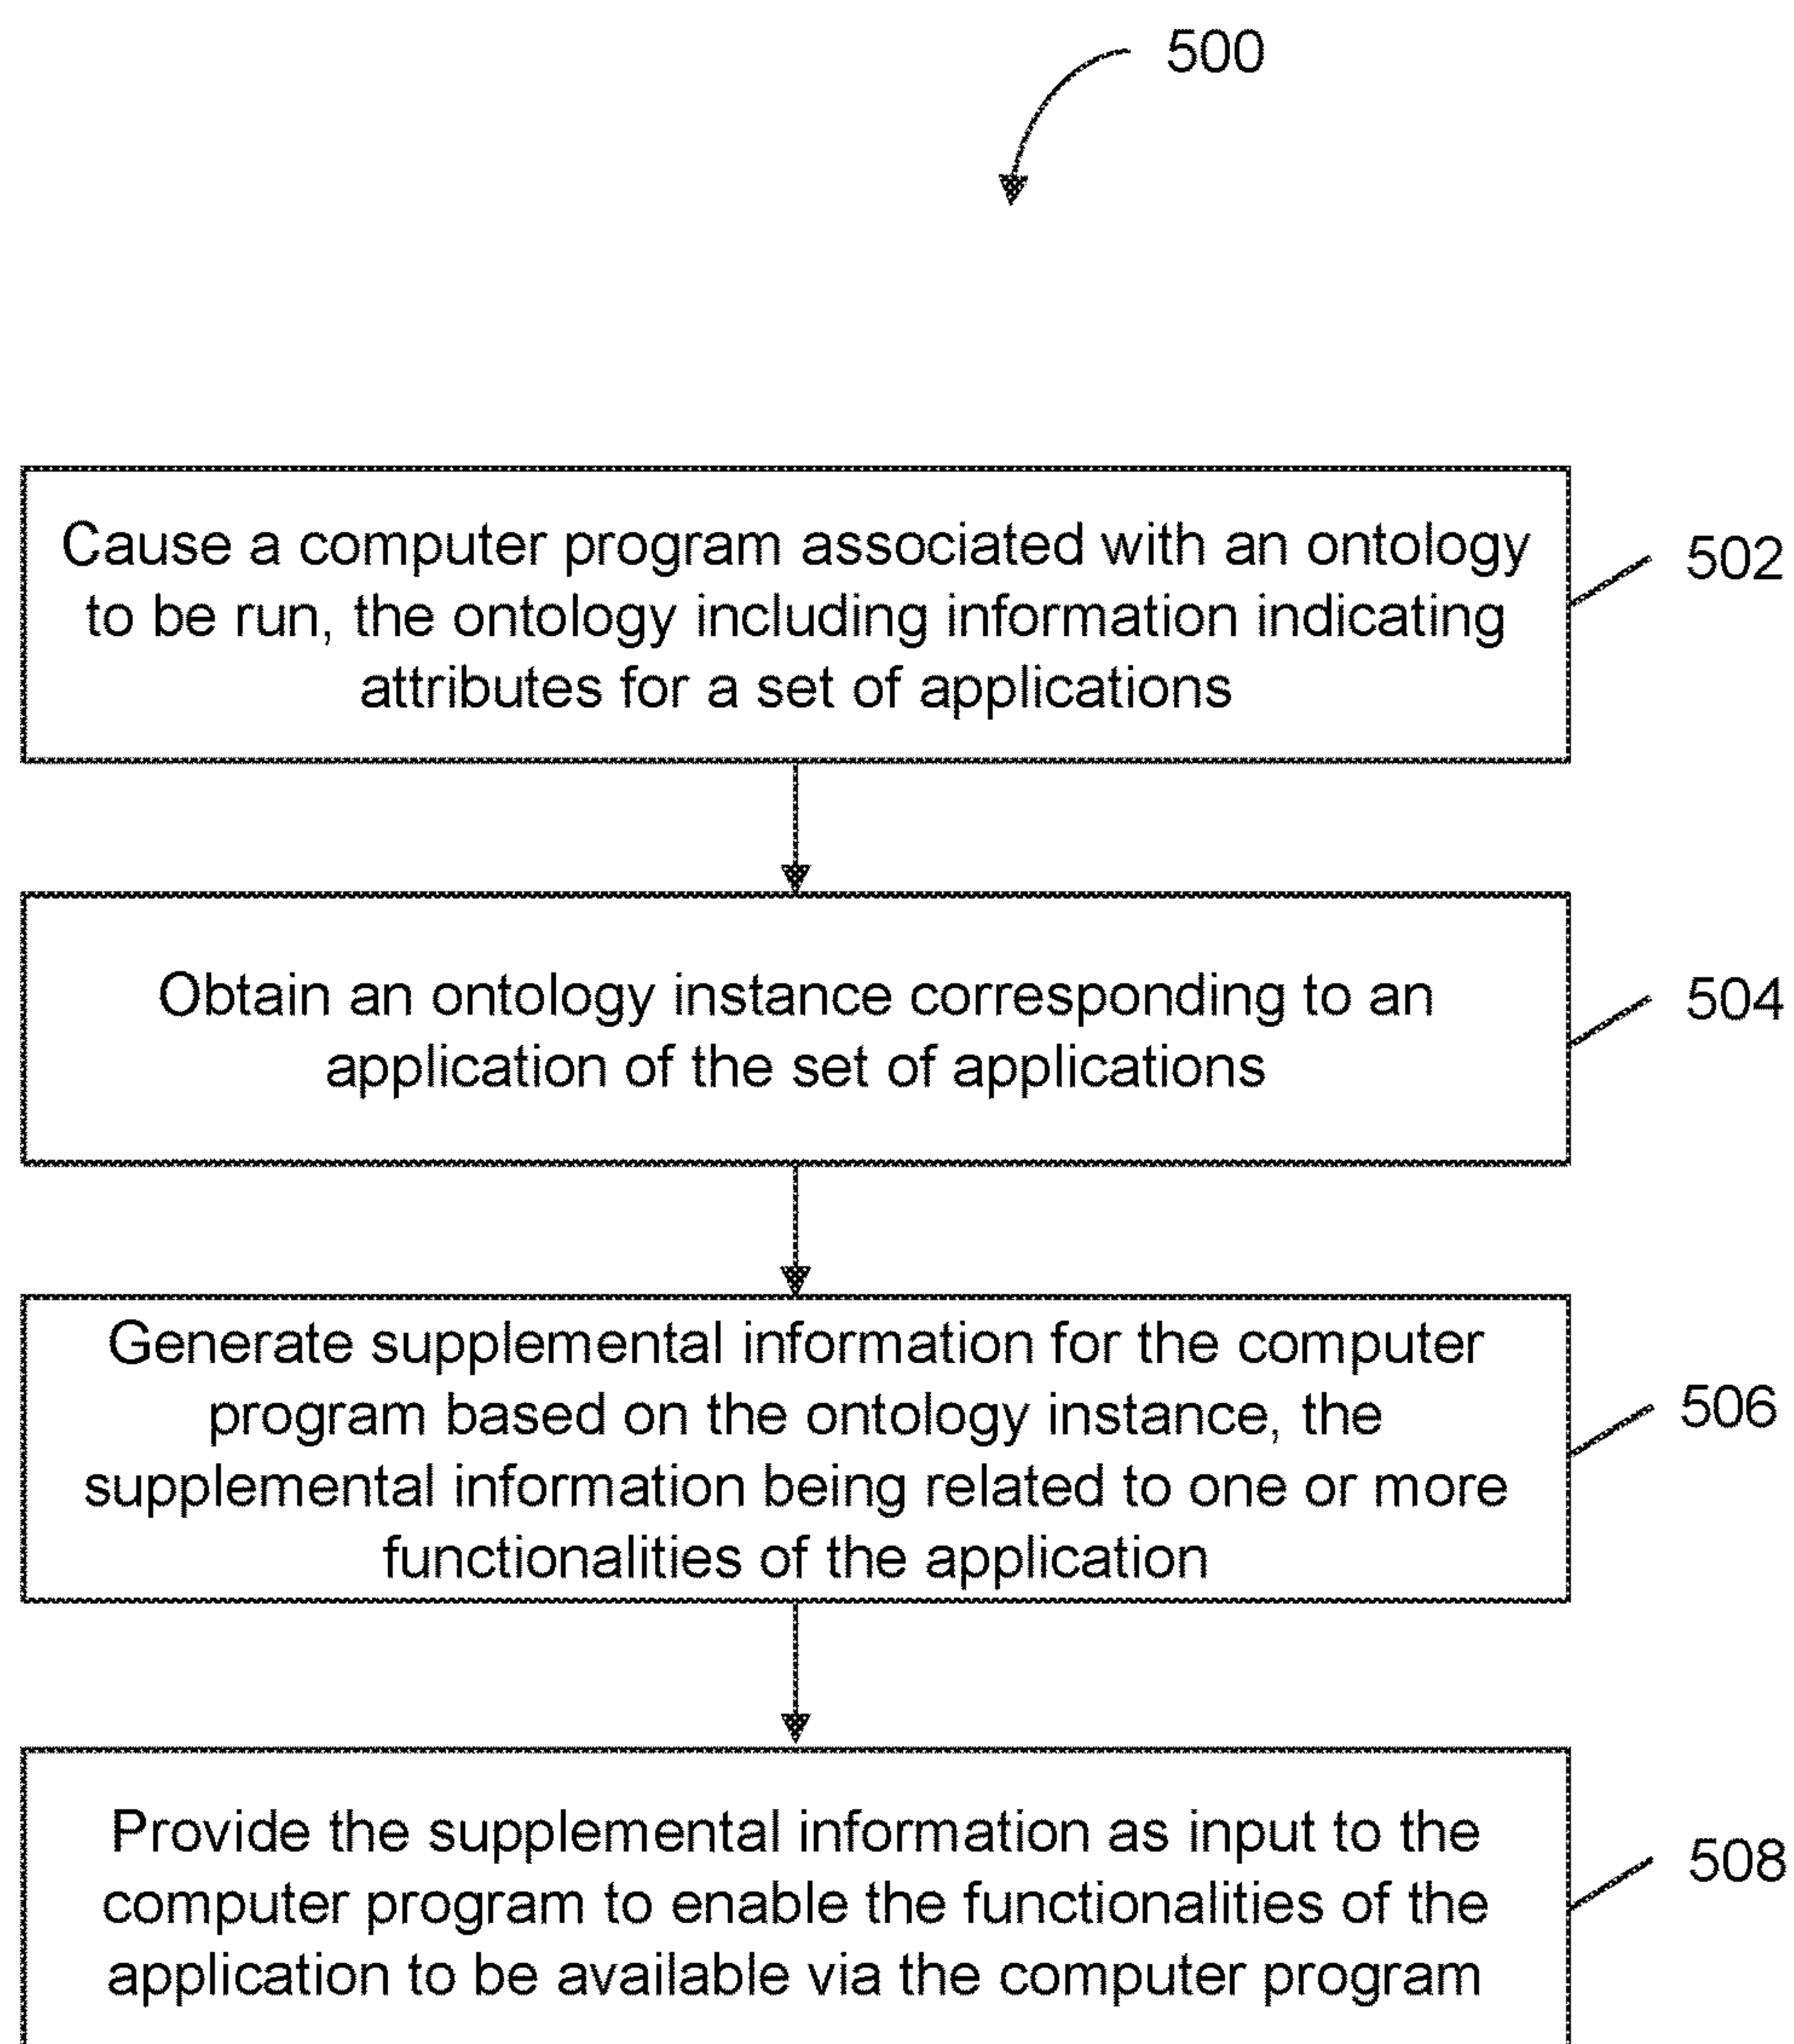 500
Cause a computer program associated with an ontology
to be run, the ontology including information indicating
attributes for a set of applications
502
Obtain an ontology instance corresponding to an
application of the set of applications
504
Generate supplemental information for the computer
program based on the ontology instance, the
supplemental information being related to one or more
functionalities of the application
506
Provide the supplemental information as input to the
computer program to enable the functionalities of the
application to be available via the computer program
508